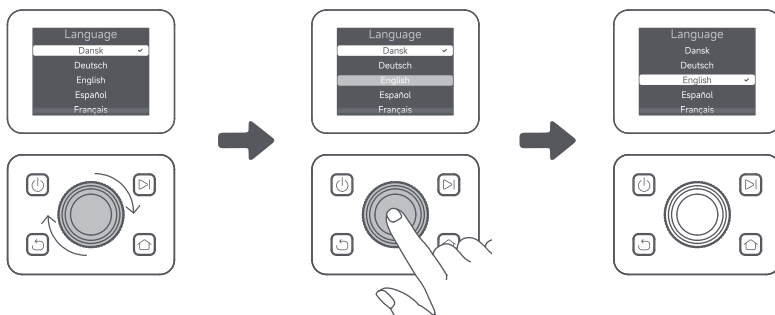 Language
Dansk
Deutsch
English
Español
Français
Language
Dansk
Deutsch
English
Español
Français
Language
Dansk
Deutsch
English
Español
Français